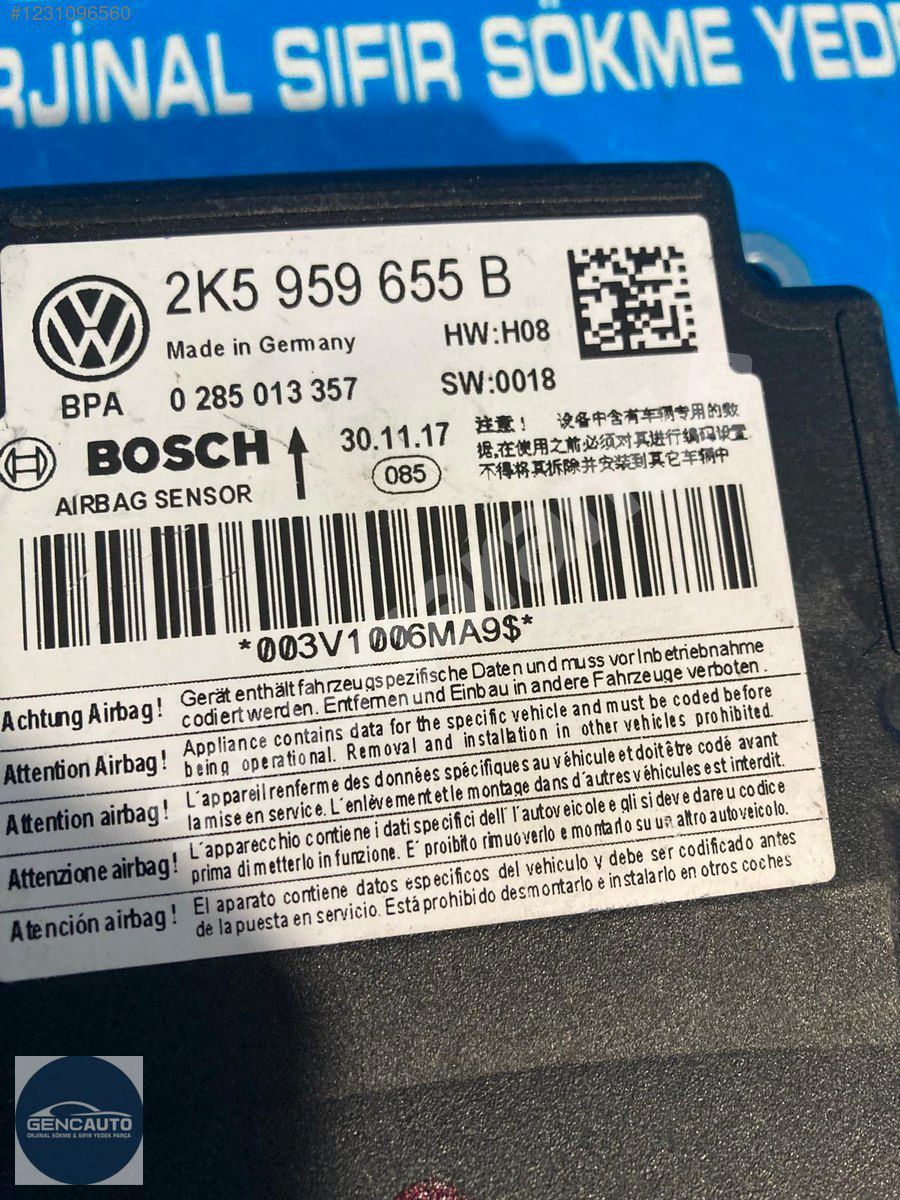 #1231096560
RJİNAL SIFIR SÖKME YEDE
2K5 959 655 B
Made in Germany
HW:H08
BPA
0 285 013 357
SW:0018
BOSCH
30.11.17
085
AIRBAG SENSOR
注意！ 设备中含有车辆专用的数
据,在使用之前必须对其进行编码设置
不得将其拆除并安装到其它车辆中
*003V1006MA9$*
Achtung Airbag! Gerät enthält fahrzeugspezifische Daten und muss vor Inbetriebnahme
codiert werden. Entfernen und Einbau in andere Fahrzeuge verboten.
Attention Airbag! Appliance contains data for the specific vehicle and must be coded before
being operational. Removal and installation in other vehicles prohibited.
Attention airbag! L'appareil renferme des données spécifiques au véhicule et doit être codé avant
la mise en service. L'enlèvement et le montage dans d'autres véhicules est interdit.
Attenzione airbag! L'apparecchio contiene i dati specifici dell'autoveicolo e gli si deve dare u codice
prima di metterlo in funzione. E' proibito rimuoverlo e montarlo su un altro autoveicolo.
Atención airbag! El aparato contiene datos especificos del vehiculo y debe ser codificado antes
de la puesta en servicio. Está prohibido desmontarlo e instalarlo en otros coches
GENCAUTO
ORJİNAL SÖKME & SIFIR YEDEK PARÇA